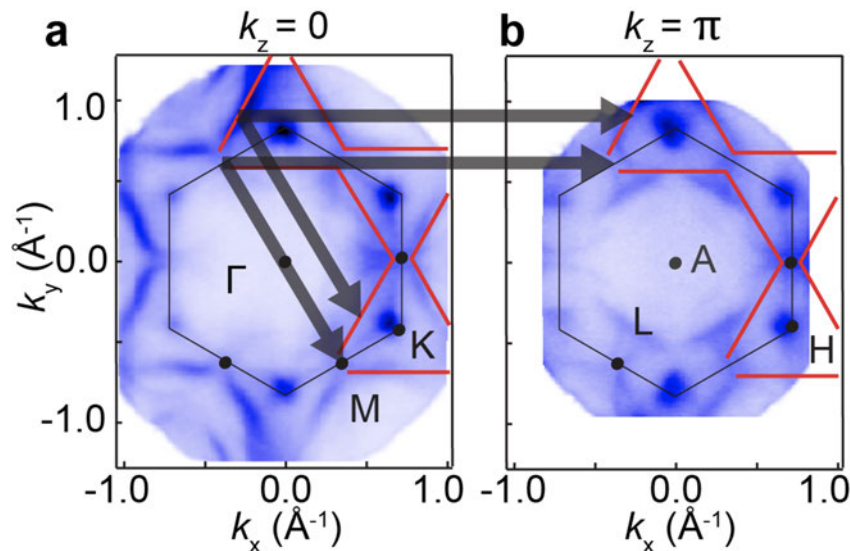 a
k_z = 0
b
k_z = π
1.0
0.0
-1.0
k_y (Å⁻¹)
Γ
K
M
-1.0
0.0
1.0
k_x (Å⁻¹)
A
L
H
-1.0
0.0
1.0
k_x (Å⁻¹)